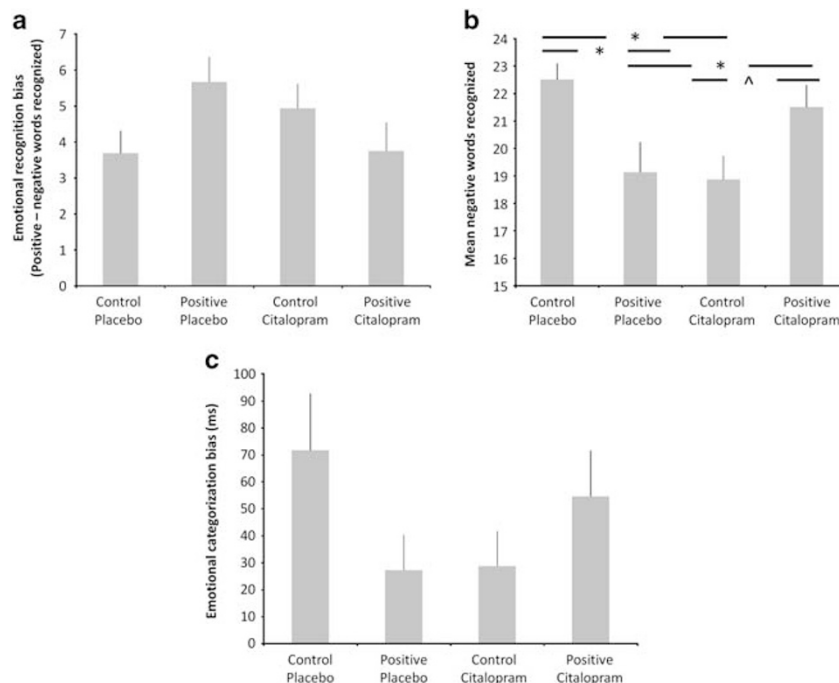 a
Emotional recognition bias
(Positive – negative words recognized)
7
6
5
4
3
2
1
0
Control
Placebo
Positive
Placebo
Control
Citalopram
Positive
Citalopram
b
Mean negative words recognized
24
23
22
21
20
19
18
17
16
15
*
*
*
^
Control
Placebo
Positive
Placebo
Control
Citalopram
Positive
Citalopram
c
Emotional categorization bias (ms)
100
90
80
70
60
50
40
30
20
10
0
Control
Placebo
Positive
Placebo
Control
Citalopram
Positive
Citalopram